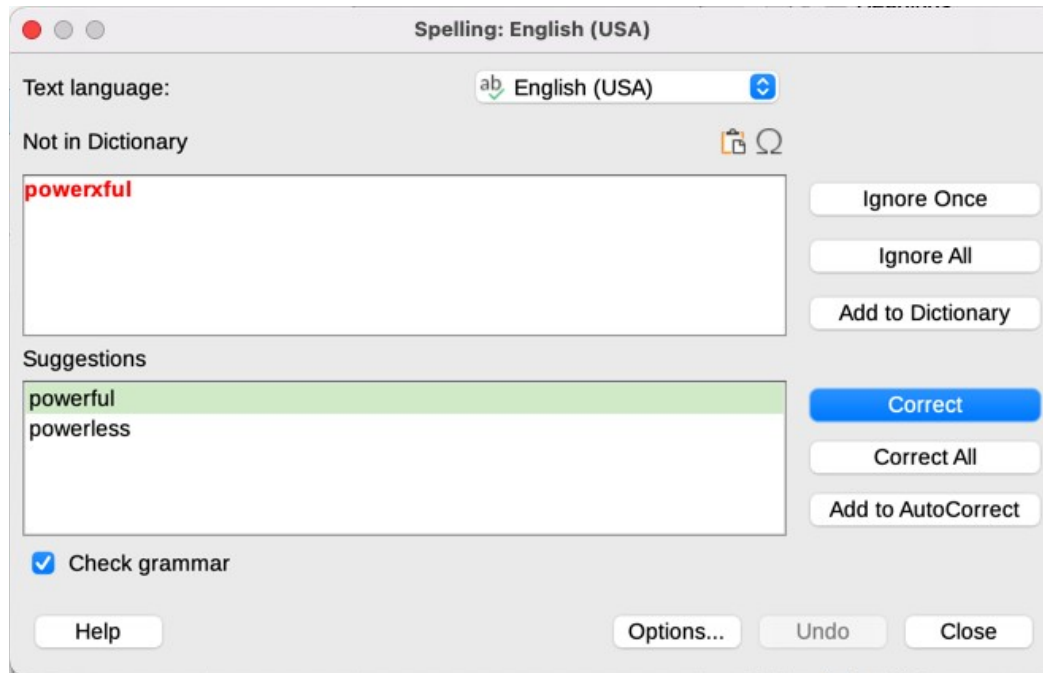 Spelling: English (USA)
Text language:
English (USA)
Not in Dictionary
powerxful
Ignore Once
Ignore All
Add to Dictionary
Suggestions
powerful
powerless
Correct
Correct All
Add to AutoCorrect
Check grammar
Help
Options...
Undo
Close